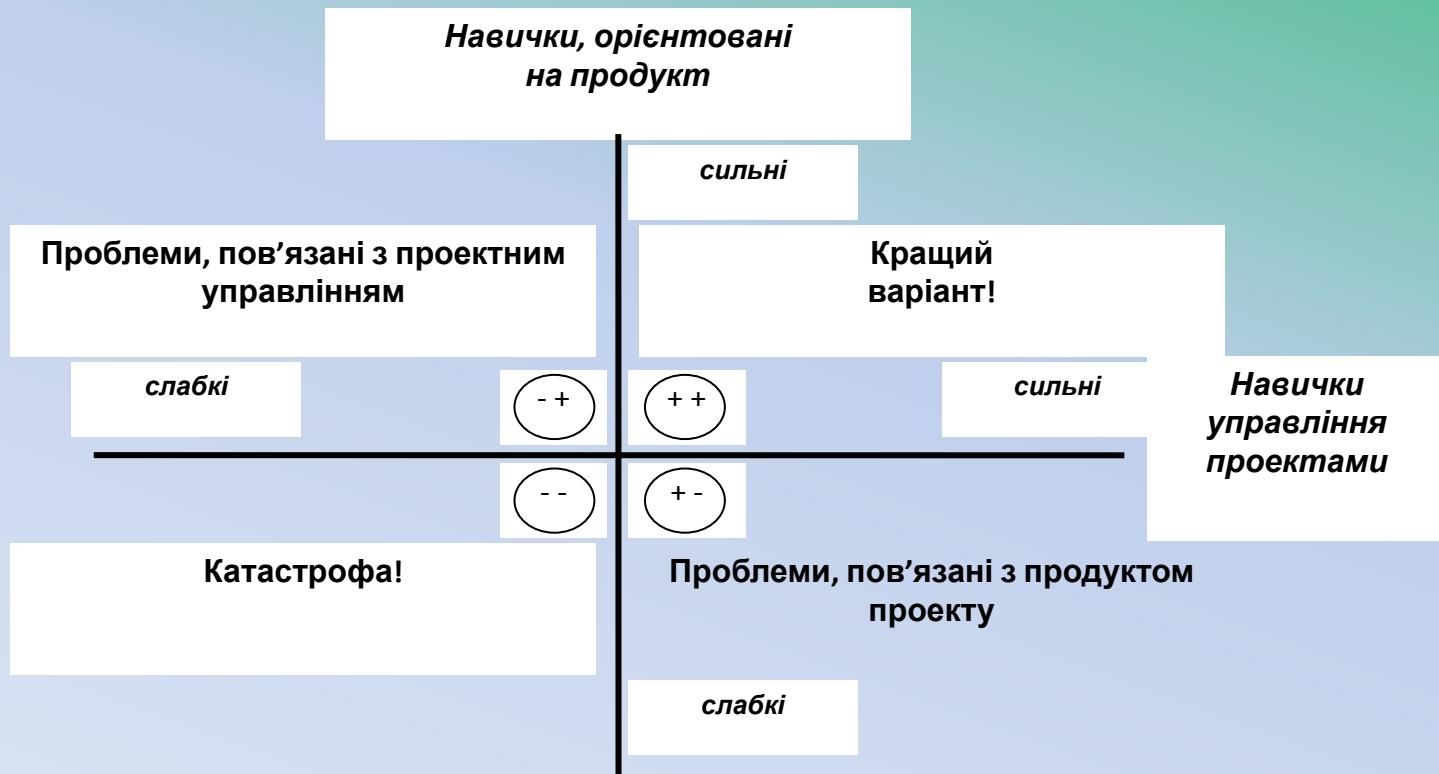 Навички, орієнтовані
на продукт
сильні
Проблеми, пов’язані з проектним
управлінням
Кращий
варіант!
слабкі
- +
+ +
сильні
Навички
управління
проектами
- -
+ -
Катастрофа!
Проблеми, пов’язані з продуктом
проекту
слабкі